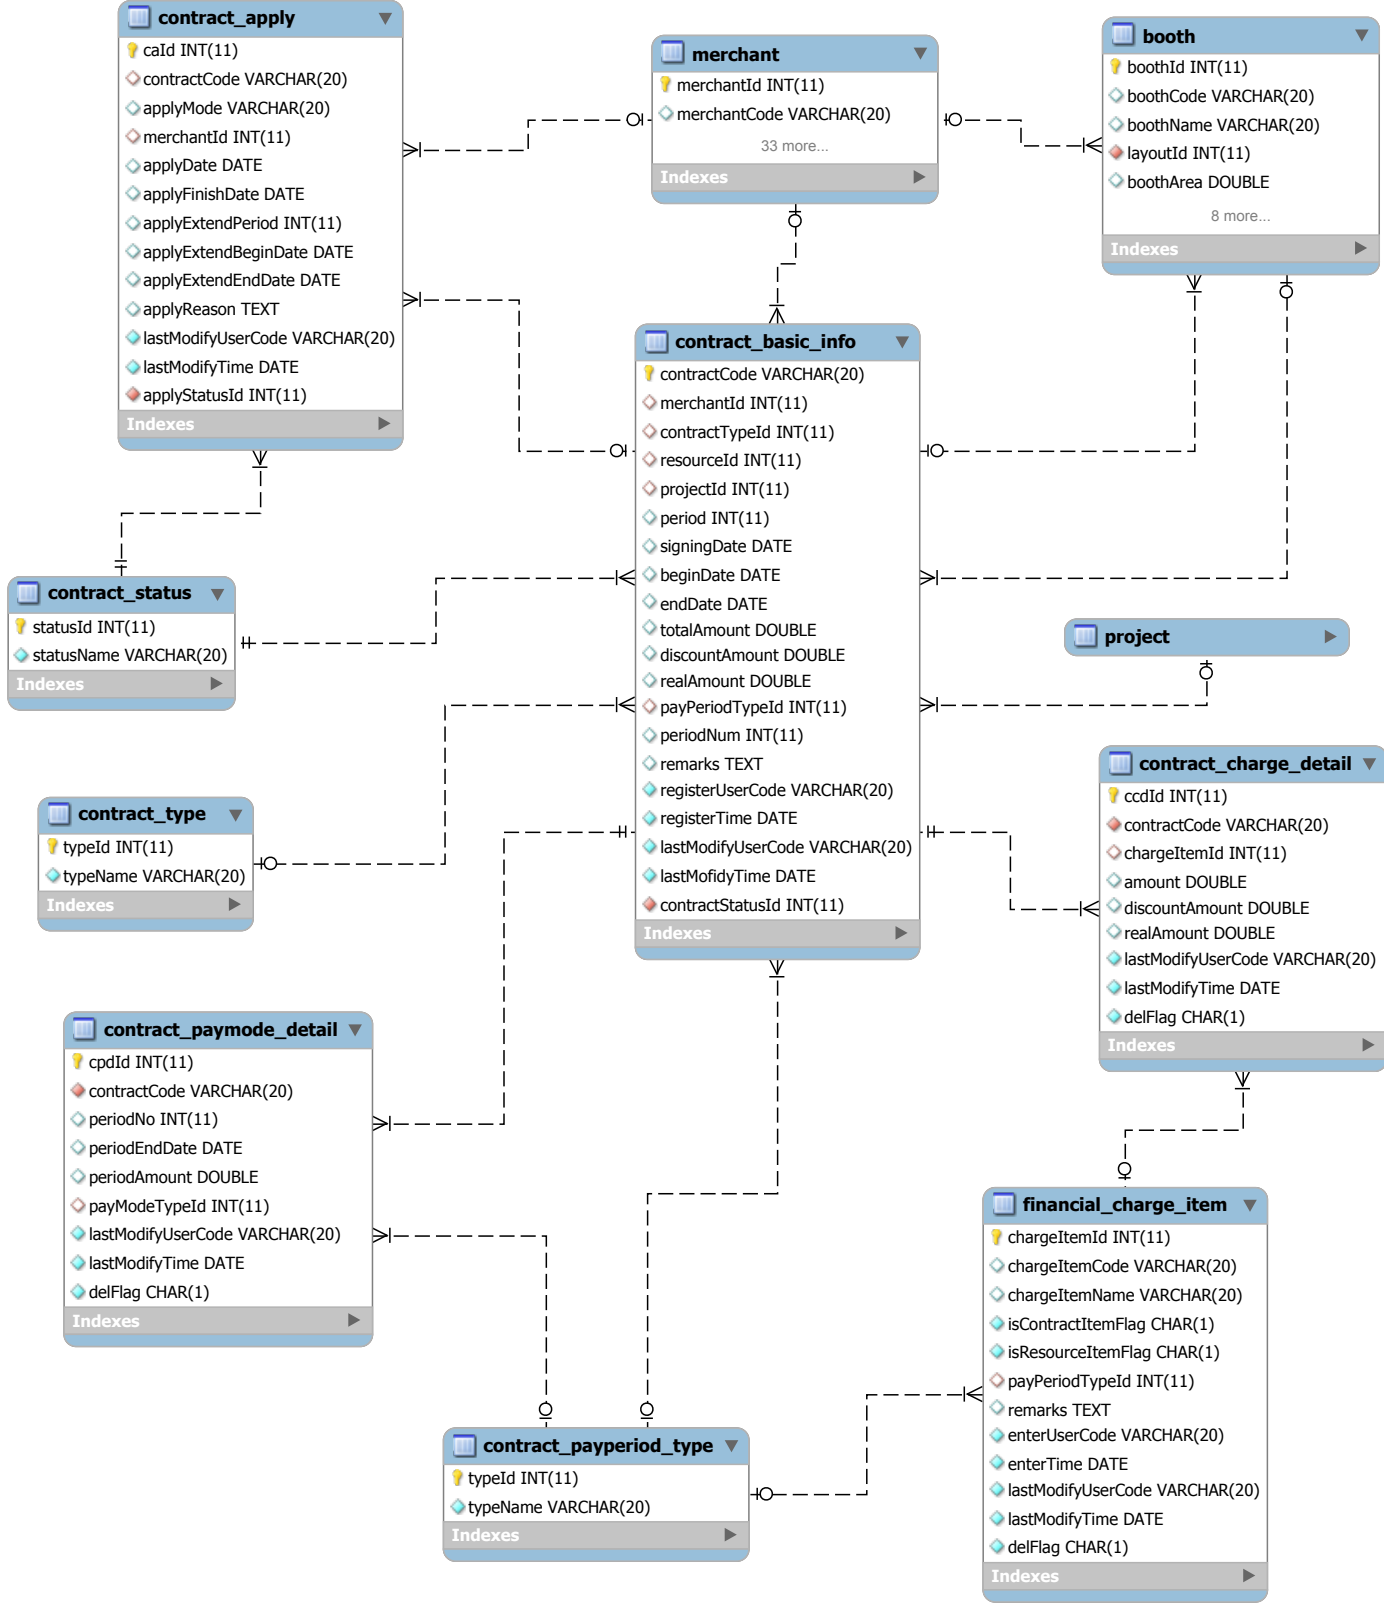 contract_apply
caId INT(11)
contractCode VARCHAR(20)
applyMode VARCHAR(20)
merchantId INT(11)
applyDate DATE
applyFinishDate DATE
applyExtendPeriod INT(11)
applyExtendBeginDate DATE
applyExtendEndDate DATE
applyReason TEXT
lastModifyUserCode VARCHAR(20)
lastModifyTime DATE
applyStatusId INT(11)
Indexes
merchant
merchantId INT(11)
merchantCode VARCHAR(20)
33 more...
Indexes
booth
boothId INT(11)
boothCode VARCHAR(20)
boothName VARCHAR(20)
layoutId INT(11)
boothArea DOUBLE
8 more...
Indexes
contract_basic_info
contractCode VARCHAR(20)
merchantId INT(11)
contractTypeId INT(11)
resourceId INT(11)
projectId INT(11)
period INT(11)
signingDate DATE
beginDate DATE
endDate DATE
totalAmount DOUBLE
discountAmount DOUBLE
realAmount DOUBLE
payPeriodTypeId INT(11)
periodNum INT(11)
remarks TEXT
registerUserCode VARCHAR(20)
registerTime DATE
lastModifyUserCode VARCHAR(20)
lastMofidyTime DATE
contractStatusId INT(11)
Indexes
contract_status
statusId INT(11)
statusName VARCHAR(20)
Indexes
project
contract_type
typeId INT(11)
typeName VARCHAR(20)
Indexes
contract_charge_detail
ccdId INT(11)
contractCode VARCHAR(20)
chargeItemId INT(11)
amount DOUBLE
discountAmount DOUBLE
realAmount DOUBLE
lastModifyUserCode VARCHAR(20)
lastModifyTime DATE
delFlag CHAR(1)
Indexes
contract_paymode_detail
cpdId INT(11)
contractCode VARCHAR(20)
periodNo INT(11)
periodEndDate DATE
periodAmount DOUBLE
payModeTypeId INT(11)
lastModifyUserCode VARCHAR(20)
lastModifyTime DATE
delFlag CHAR(1)
Indexes
financial_charge_item
chargeItemId INT(11)
chargeItemCode VARCHAR(20)
chargeItemName VARCHAR(20)
isContractItemFlag CHAR(1)
isResourceItemFlag CHAR(1)
payPeriodTypeId INT(11)
remarks TEXT
enterUserCode VARCHAR(20)
enterTime DATE
lastModifyUserCode VARCHAR(20)
lastModifyTime DATE
delFlag CHAR(1)
Indexes
contract_payperiod_type
typeId INT(11)
typeName VARCHAR(20)
Indexes